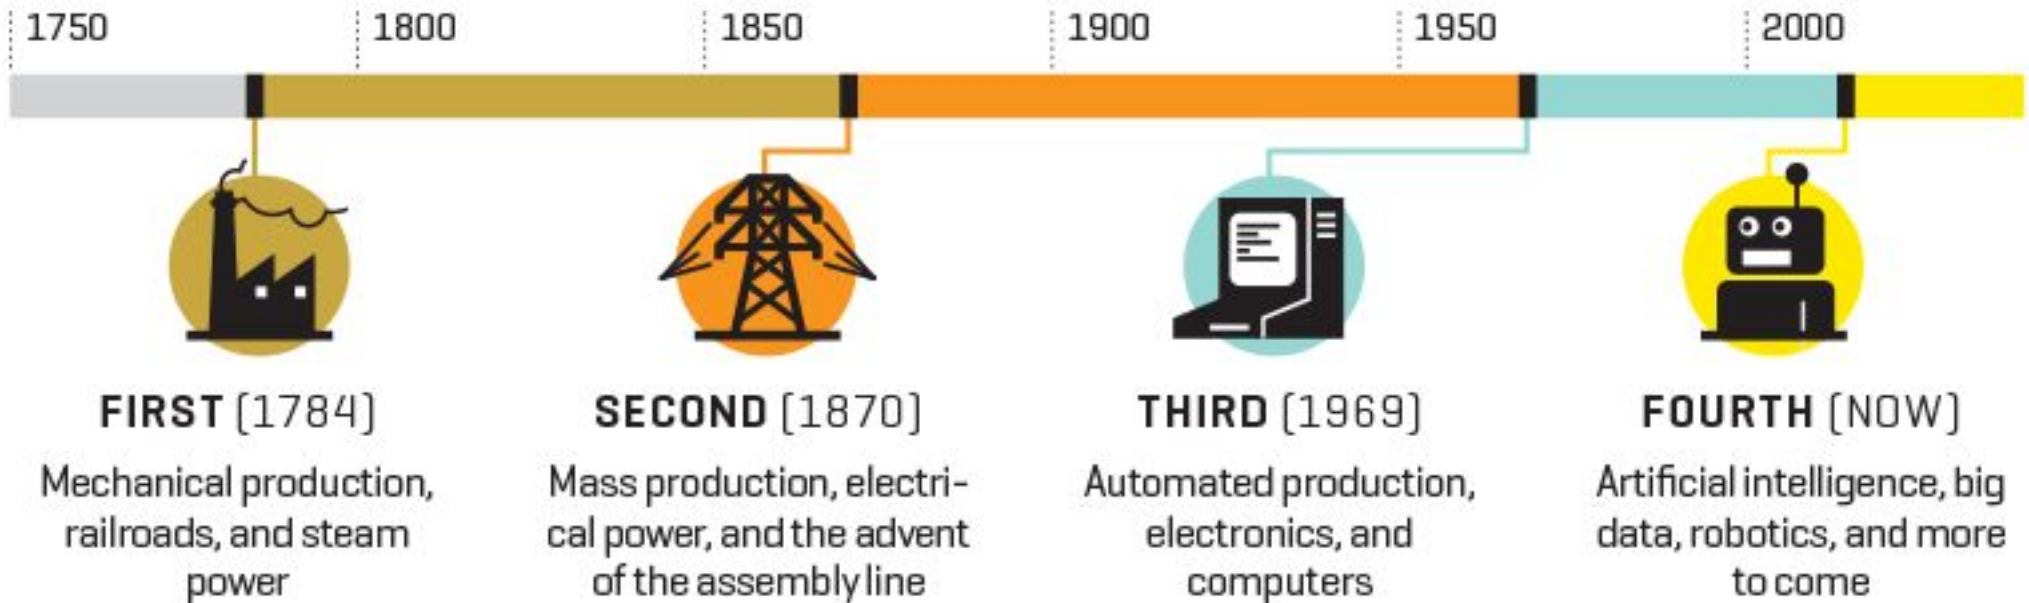 1750 1800 1850 1900 1950 2000
FIRST (1784)
Mechanical production,
railroads, and steam
power
SECOND (1870)
Mass production, electri-
cal power, and the advent
of the assembly line
THIRD (1969)
Automated production,
electronics, and
computers
FOURTH (NOW)
Artificial intelligence, big
data, robotics, and more
to come